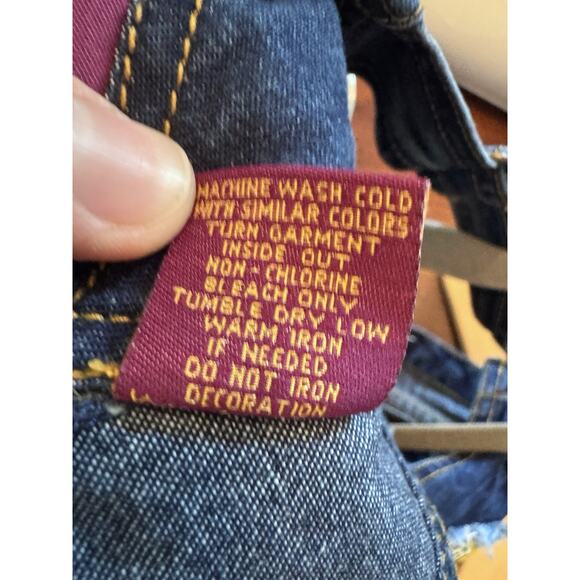 MACHINE WASH COLD
WITH SIMILAR COLORS
TURN GARMENT
INSIDE OUT
NON-CHLORINE
BLEACH ONLY
TUMBLE DRY LOW
WARM IRON
IF NEEDED
DO NOT IRON
DECORATION